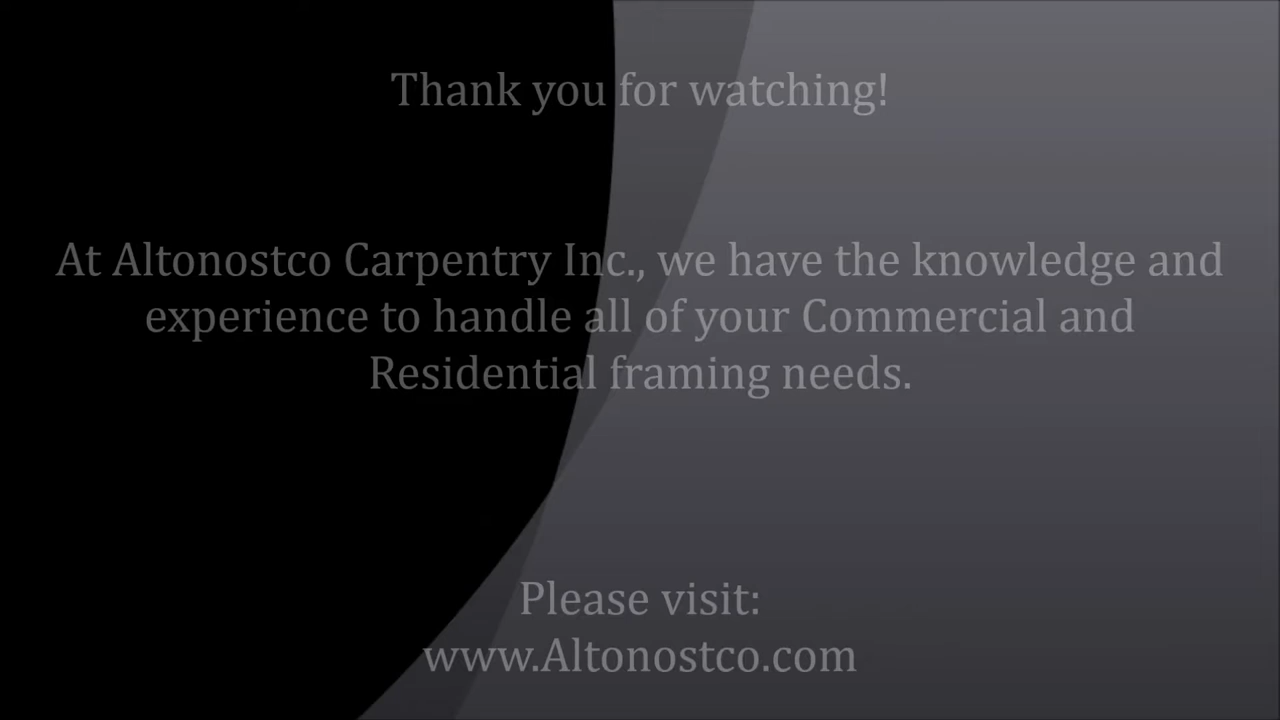 Thank you for watching!
At Altonostco Carpentry Inc., we have the knowledge and
experience to handle all of your Commercial and
Residential framing needs.
Please visit:
www.Altonostco.com